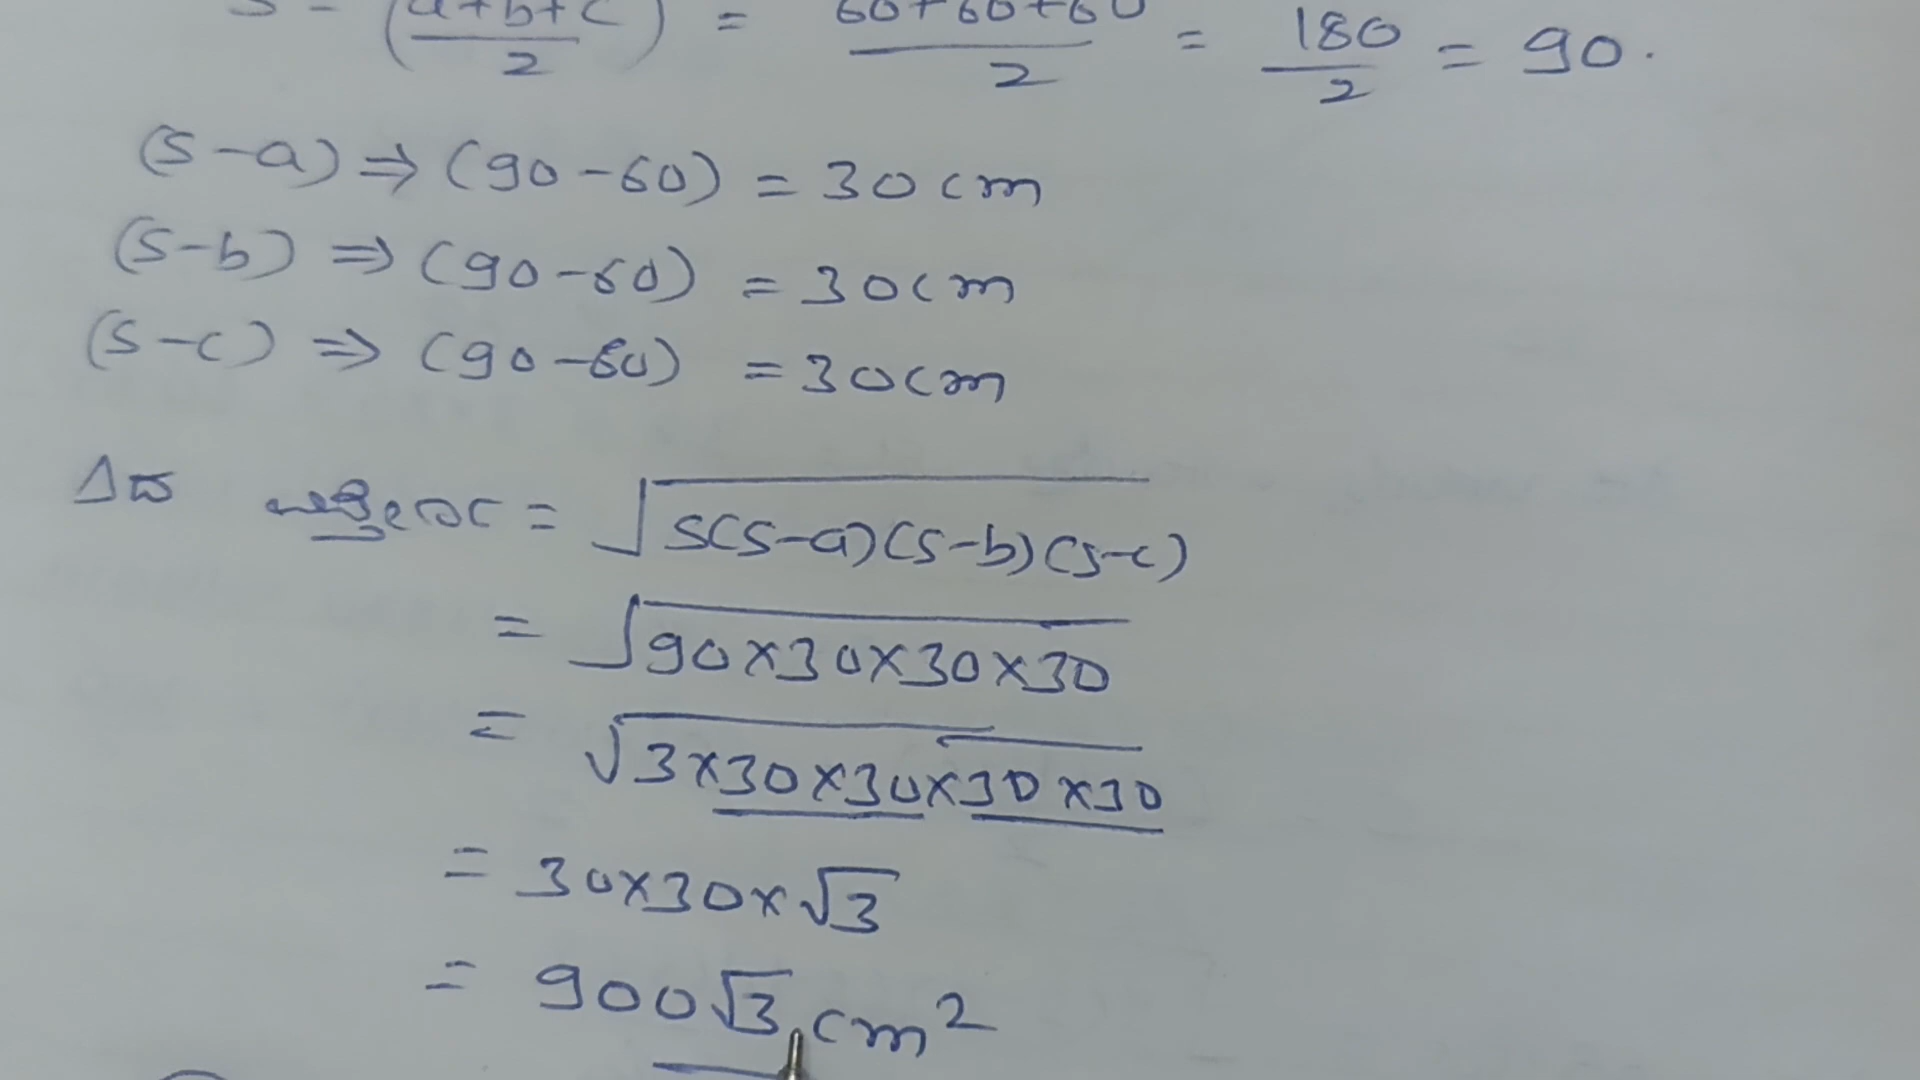 s = (a+b+c/2) = 60+60+60/2 = 180/2 = 90.
(s-a) ⇒ (90-60) = 30cm
(s-b) ⇒ (90-60) = 30cm
(s-c) ⇒ (90-60) = 30cm
Δದ = √s(s-a)(s-b)(s-c)
= √90×30×30×30
= √3×30×30×30×30
= 30×30×√3
= 900√3 cm²